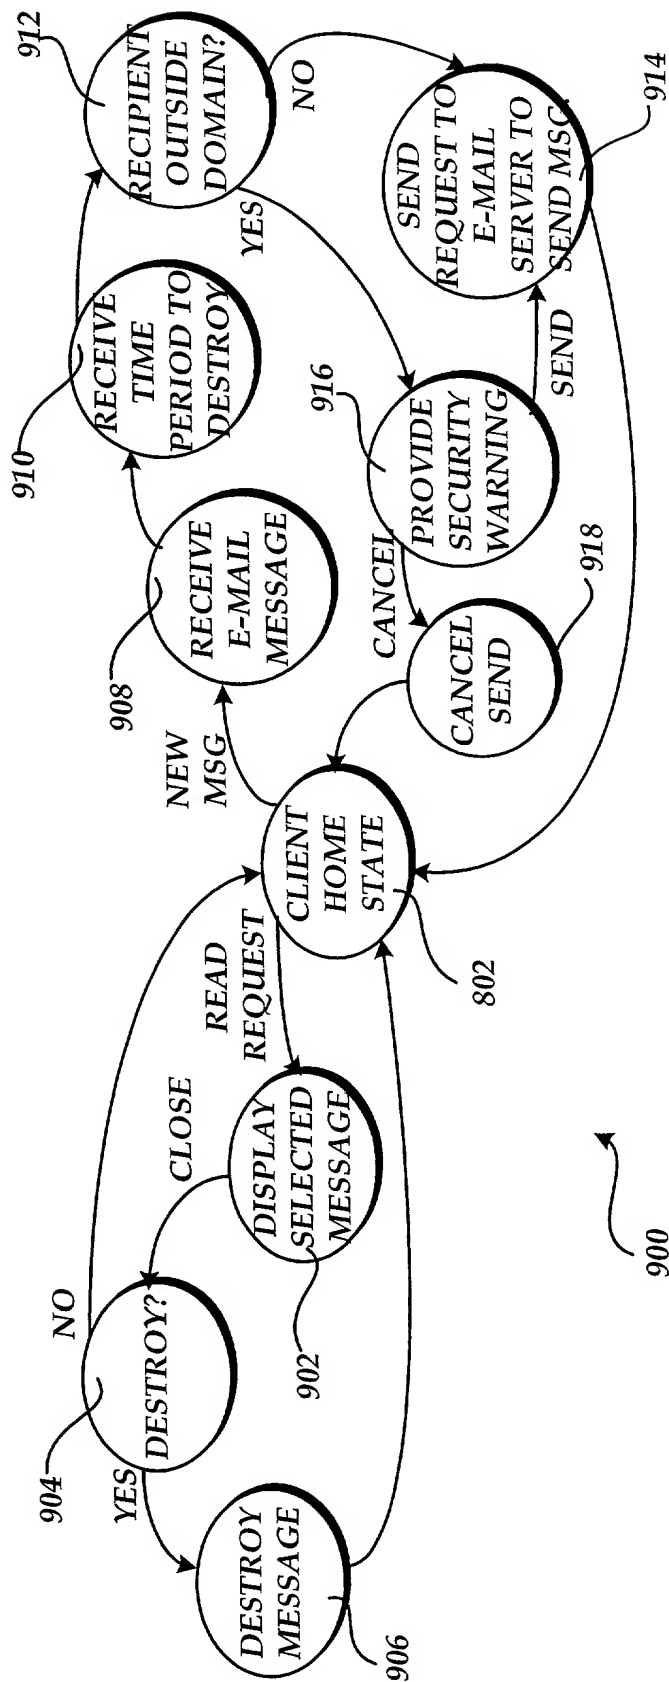 904
NO
YES
DESTROY?
DESTROY
MESSAGE
906
CLOSE
DISPLAY
SELECTED
MESSAGE
902
READ
REQUEST
CLIENT
HOME
STATE
802
NEW
MSG
908
RECEIVE
E-MAIL
MESSAGE
910
RECEIVE
TIME
PERIOD TO
DESTROY
912
RECIPIENT
OUTSIDE
DOMAIN?
YES
NO
916
PROVIDE
SECURITY
WARNING
CANCEL
CANCEL
SEND
918
SEND
SEND
REQUEST TO
E-MAIL
SERVER TO
SEND MSG.
914
900